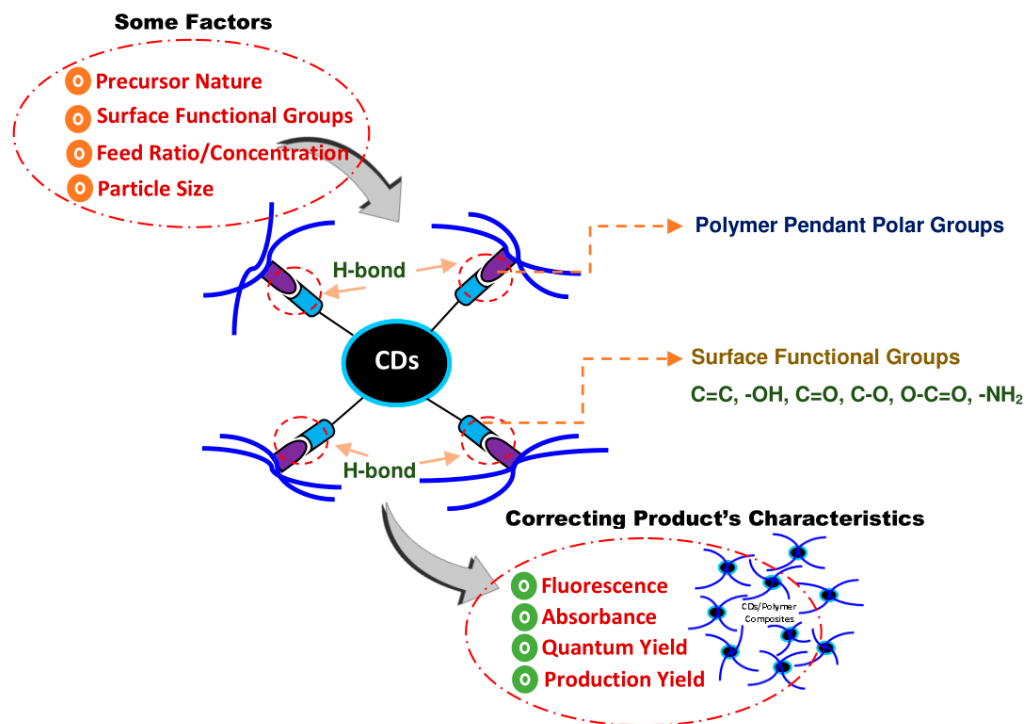 Some Factors
Precursor Nature
Surface Functional Groups
Feed Ratio/Concentration
Particle Size
H-bond
Polymer Pendant Polar Groups
CDs
Surface Functional Groups
C=C, -OH, C=O, C-O, O-C=O, -NH₂
H-bond
Correcting Product's Characteristics
Fluorescence
Absorbance
Quantum Yield
Production Yield
CDs/Polymer
Composites